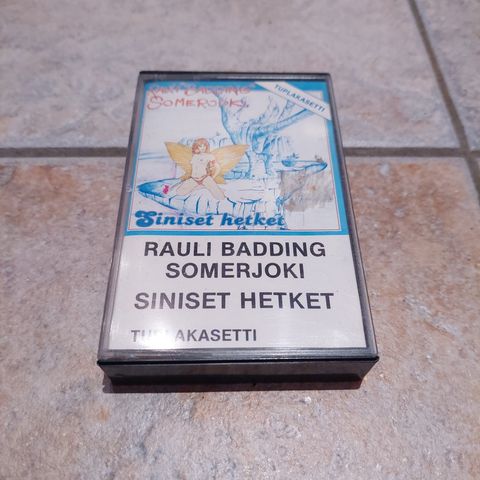 RAULI BADDING
SOMERJOKI
TUPLAKASETTI
Siniset hetket
RAULI BADDING
SOMERJOKI
SINISET HETKET
TUPLAKASETTI